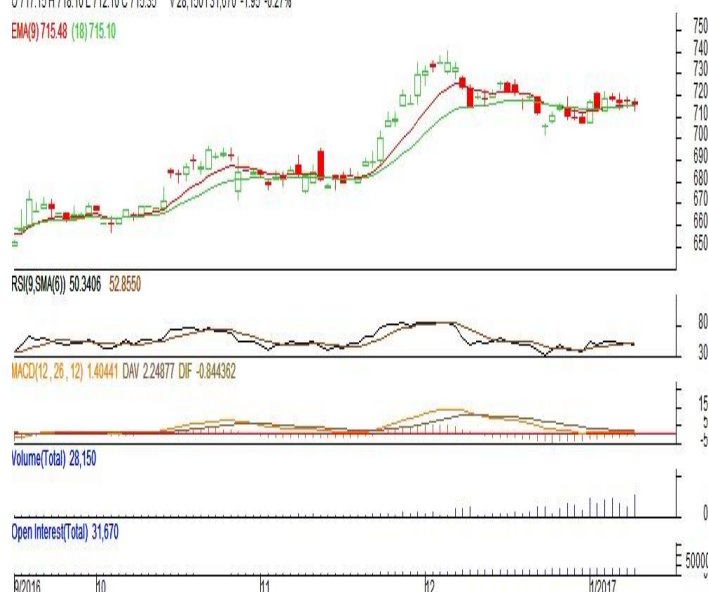 O 717.15 H 718.10 L 712.10 C 715.35 V 28,150 I 31,670 -1.95 -0.27%
EMA(9) 715.48 (18) 715.10
750
740
730
720
710
700
690
680
670
660
650
RSI(9,SMA(6)) 50.3406 52.8550
80
30
MACD(12 , 26 , 12) 1.40441 DAV 2.24877 DIF -0.844362
15
5
-5
Volume(Total) 28,150
0
Open Interest(Total) 31,670
50000
9/2016 10 11 12 1/2017